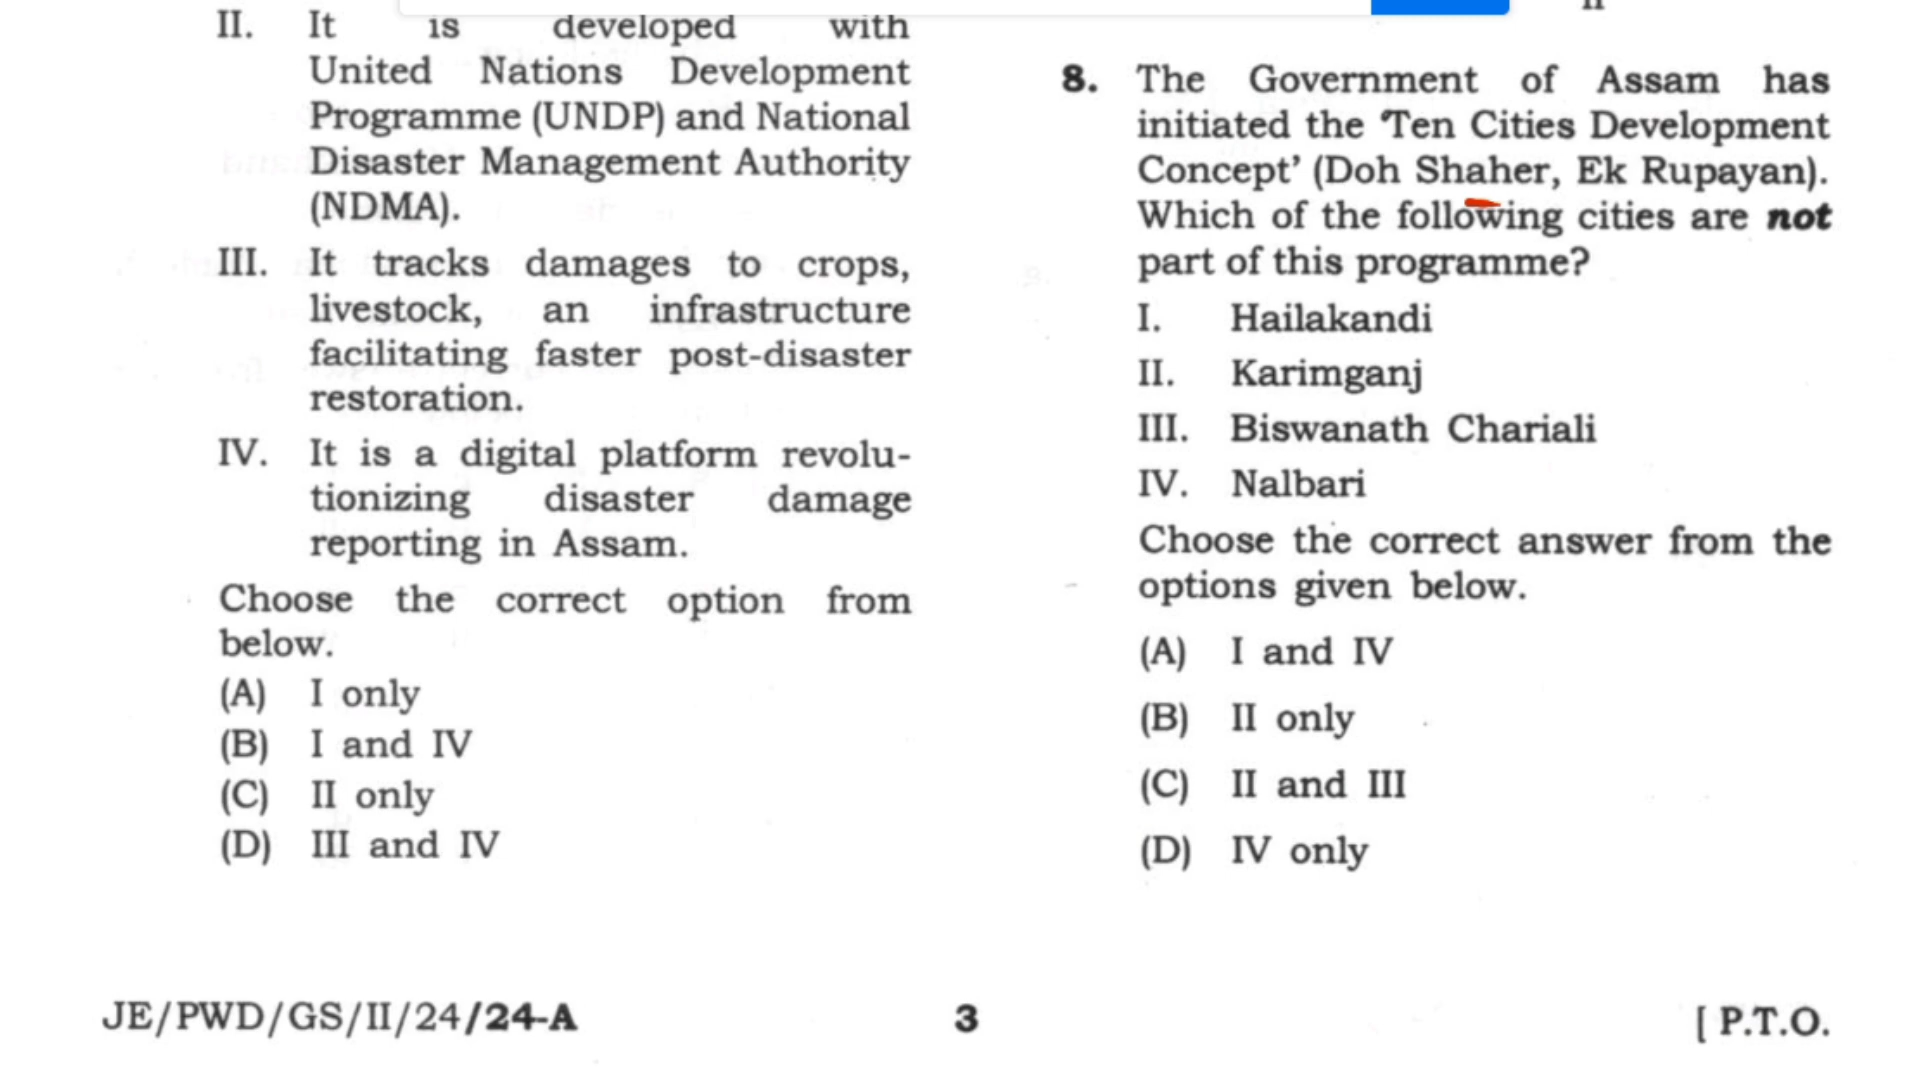 II. It is developed with
United Nations Development
Programme (UNDP) and National
Disaster Management Authority
(NDMA).
III. It tracks damages to crops,
livestock, an infrastructure
facilitating faster post-disaster
restoration.
IV. It is a digital platform revolu-
tionizing disaster damage
reporting in Assam.
Choose the correct option from
below.
(A) I only
(B) I and IV
(C) II only
(D) III and IV
8. The Government of Assam has
initiated the 'Ten Cities Development
Concept' (Doh Shaher, Ek Rupayan).
Which of the following cities are not
part of this programme?
I. Hailakandi
II. Karimganj
III. Biswanath Chariali
IV. Nalbari
Choose the correct answer from the
options given below.
(A) I and IV
(B) II only
(C) II and III
(D) IV only
JE/PWD/GS/II/24/24-A
3
[ P.T.O.